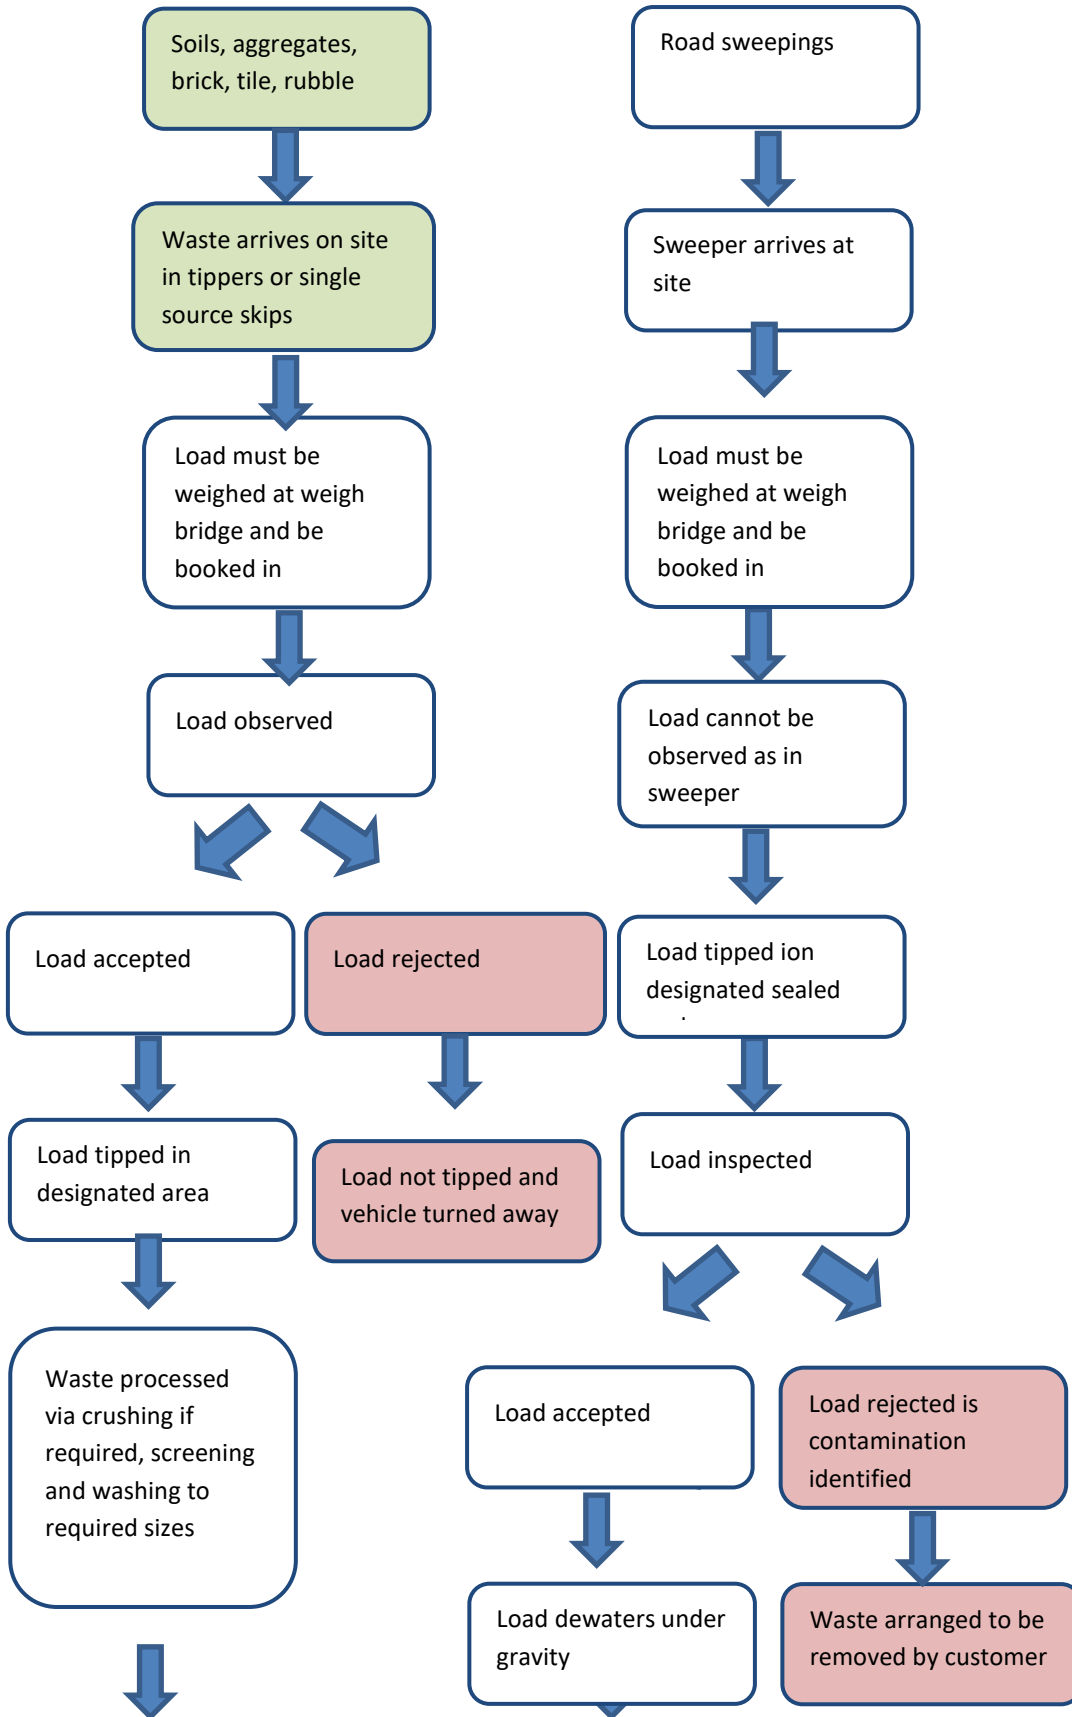 Soils, aggregates,
brick, tile, rubble
Waste arrives on site
in tippers or single
source skips
Load must be
weighed at weigh
bridge and be
booked in
Load observed
Load accepted
Load rejected
Load tipped in
designated area
Load not tipped and
vehicle turned away
Waste processed
via crushing if
required, screening
and washing to
required sizes
Road sweepings
Sweeper arrives at
site
Load must be
weighed at weigh
bridge and be
booked in
Load cannot be
observed as in
sweeper
Load tipped ion
designated sealed
Load inspected
Load accepted
Load rejected is
contamination
identified
Load dewaters under
gravity
Waste arranged to be
removed by customer